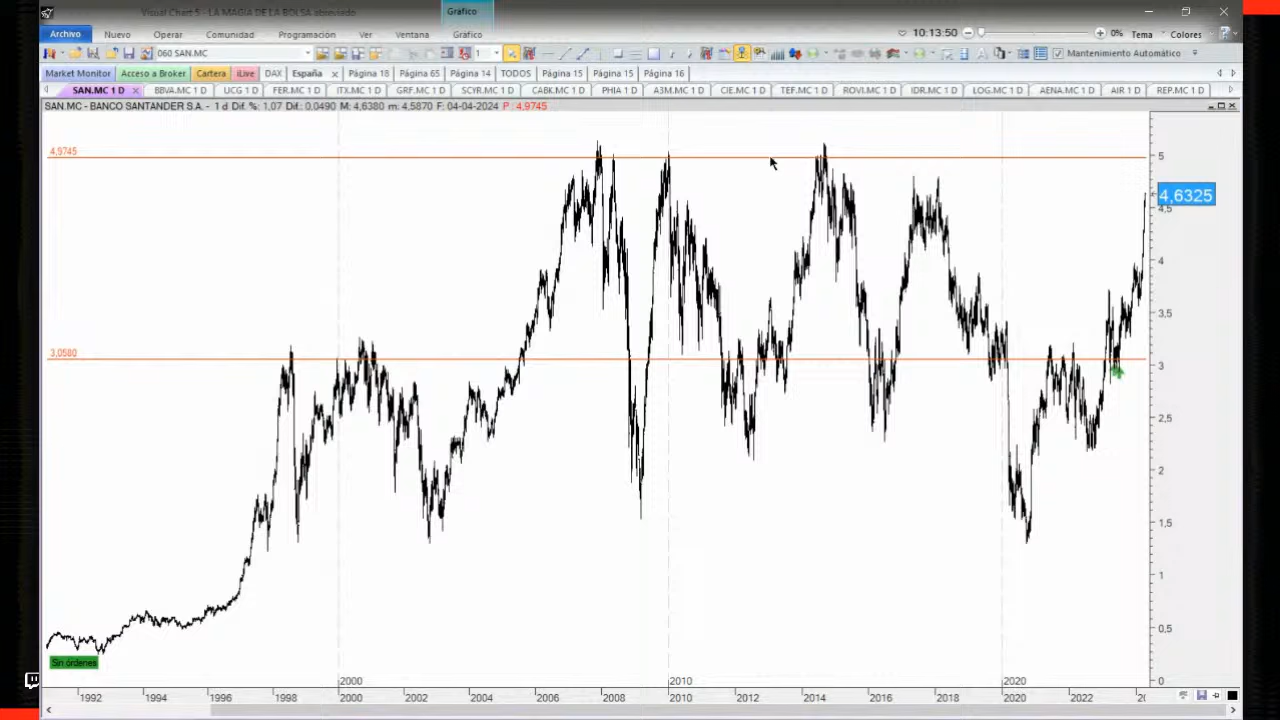 Visual Chart 5 - LA MAGIA DE LA BOLSA abreviado
Gráfico
Archivo Nuevo Operar Comunidad Programación Ver Ventana Gráfico
10:13:50 0% Tema Colores
060 SAN.MC 1 Mantenimiento Automático
Market Monitor Acceso a Broker Cartera iLive DAX España x Página 18 Página 65 Página 14 TODOS Página 15 Página 15 Página 16
SAN.MC 1 D x BBVA.MC 1 D UCG 1 D FER.MC 1 D ITX.MC 1 D GRF.MC 1 D SCYR.MC 1 D CABK.MC 1 D PHIA 1 D A3M.MC 1 D CIE.MC 1 D TEF.MC 1 D ROVI.MC 1 D IDR.MC 1 D LOG.MC 1 D AENA.MC 1 D AIR 1 D REP.MC 1 D
SAN.MC - BANCO SANTANDER S.A. - 1 d Dif. %: 1,07 Dif.: 0,0490 M: 4,6380 m: 4,5870 F: 04-04-2024 P: 4,9745
4,9745
5
4,6325
4,5
4
3,5
3,0580
3
2,5
2
1,5
1
0,5
Sin órdenes
0
2000 2010 2020
1992 1994 1996 1998 2000 2002 2004 2006 2008 2010 2012 2014 2016 2018 2020 2022